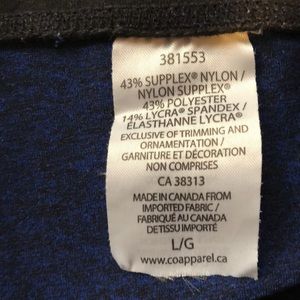 381553
43% SUPLEX® NYLON /
NYLON SUPLEX®
43% POLYESTER
14% LYCRA® SPANDEX /
ÉLASTHANNE LYCRA®
EXCLUSIVE OF TRIMMING AND
ORNAMENTATION /
GARNITURE ET DÉCORATION
NON COMPRISES
CA 38313
MADE IN CANADA FROM
IMPORTED FABRIC /
FABRIQUÉ AU CANADA
DE TISSU IMPORTÉ
L/G
www.coapparel.ca